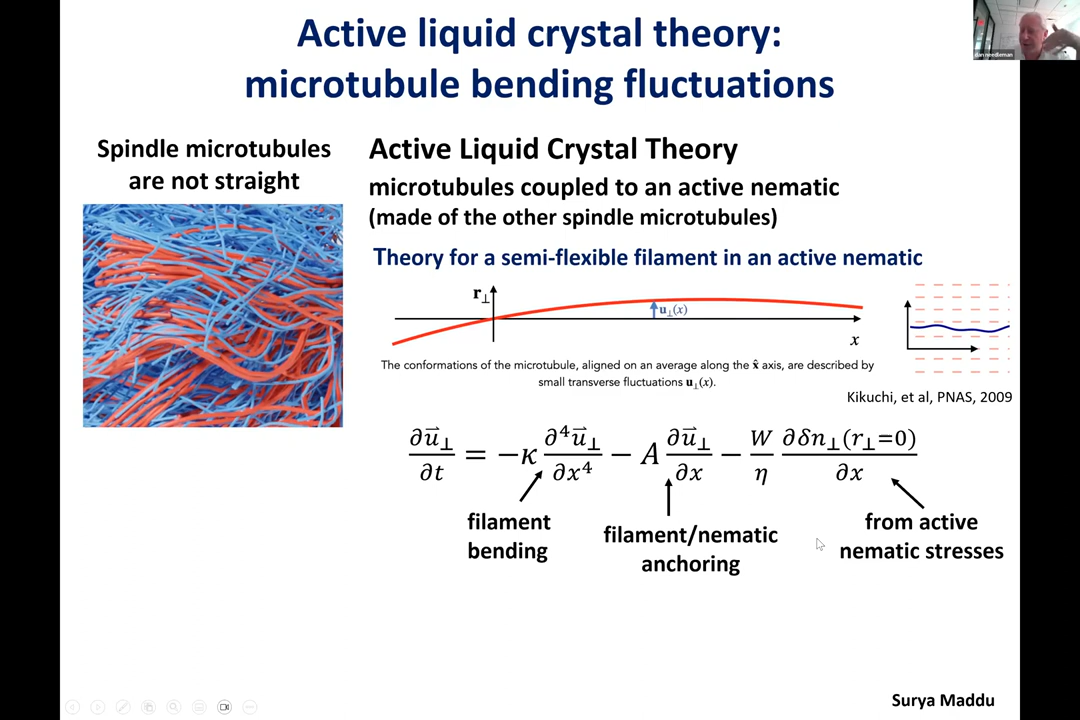 Active liquid crystal theory:
microtubule bending fluctuations
dan needleman
Spindle microtubules
are not straight
Active Liquid Crystal Theory
microtubules coupled to an active nematic
(made of the other spindle microtubules)
Theory for a semi-flexible filament in an active nematic
r⊥
u⊥(x)
x
The conformations of the microtubule, aligned on an average along the x̂ axis, are described by
small transverse fluctuations u⊥(x).
Kikuchi, et al, PNAS, 2009
∂u⃗⊥/∂t = −κ ∂⁴u⃗⊥/∂x⁴ − A ∂u⃗⊥/∂x − W/η ∂δn⊥(r⊥=0)/∂x
filament
bending
filament/nematic
anchoring
from active
nematic stresses
Surya Maddu